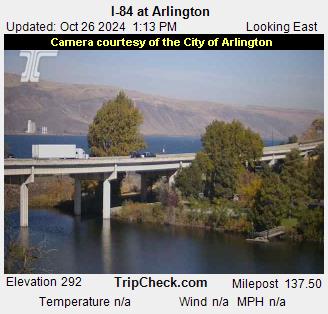 I-84 at Arlington
Updated: Oct 26 2024  1:13 PM Looking East
Camera courtesy of the City of Arlington
Elevation 292 TripCheck.com Milepost 137.50
Temperature n/a Wind n/a MPH n/a